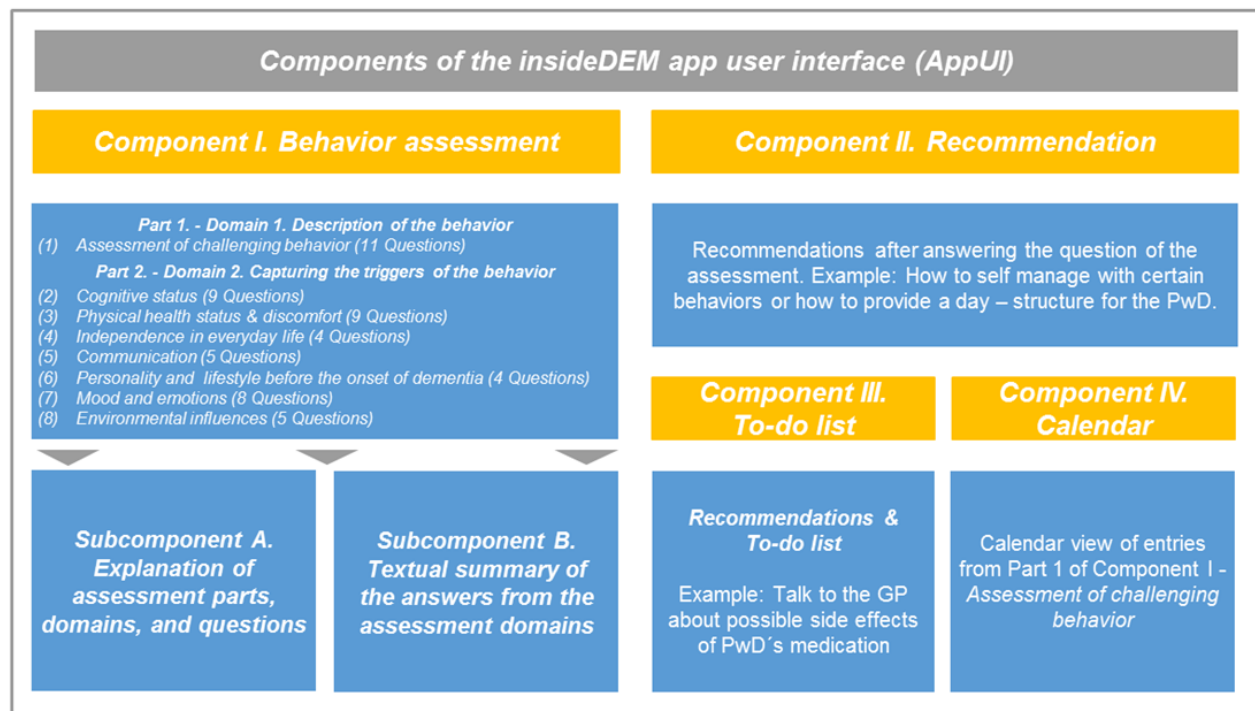 Components of the insideDEM app user interface (AppUI)
Component I. Behavior assessment
Part 1. - Domain 1. Description of the behavior
(1) Assessment of challenging behavior (11 Questions)
Part 2. - Domain 2. Capturing the triggers of the behavior
(2) Cognitive status (9 Questions)
(3) Physical health status & discomfort (9 Questions)
(4) Independence in everyday life (4 Questions)
(5) Communication (5 Questions)
(6) Personality and lifestyle before the onset of dementia (4 Questions)
(7) Mood and emotions (8 Questions)
(8) Environmental influences (5 Questions)
Subcomponent A.
Explanation of
assessment parts,
domains, and questions
Subcomponent B.
Textual summary of
the answers from the
assessment domains
Component II. Recommendation
Recommendations after answering the question of the
assessment. Example: How to self manage with certain
behaviors or how to provide a day – structure for the PwD.
Component III.
To-do list
Recommendations &
To-do list
Example: Talk to the GP
about possible side effects
of PwD´s medication
Component IV.
Calendar
Calendar view of entries
from Part 1 of Component I -
Assessment of challenging
behavior